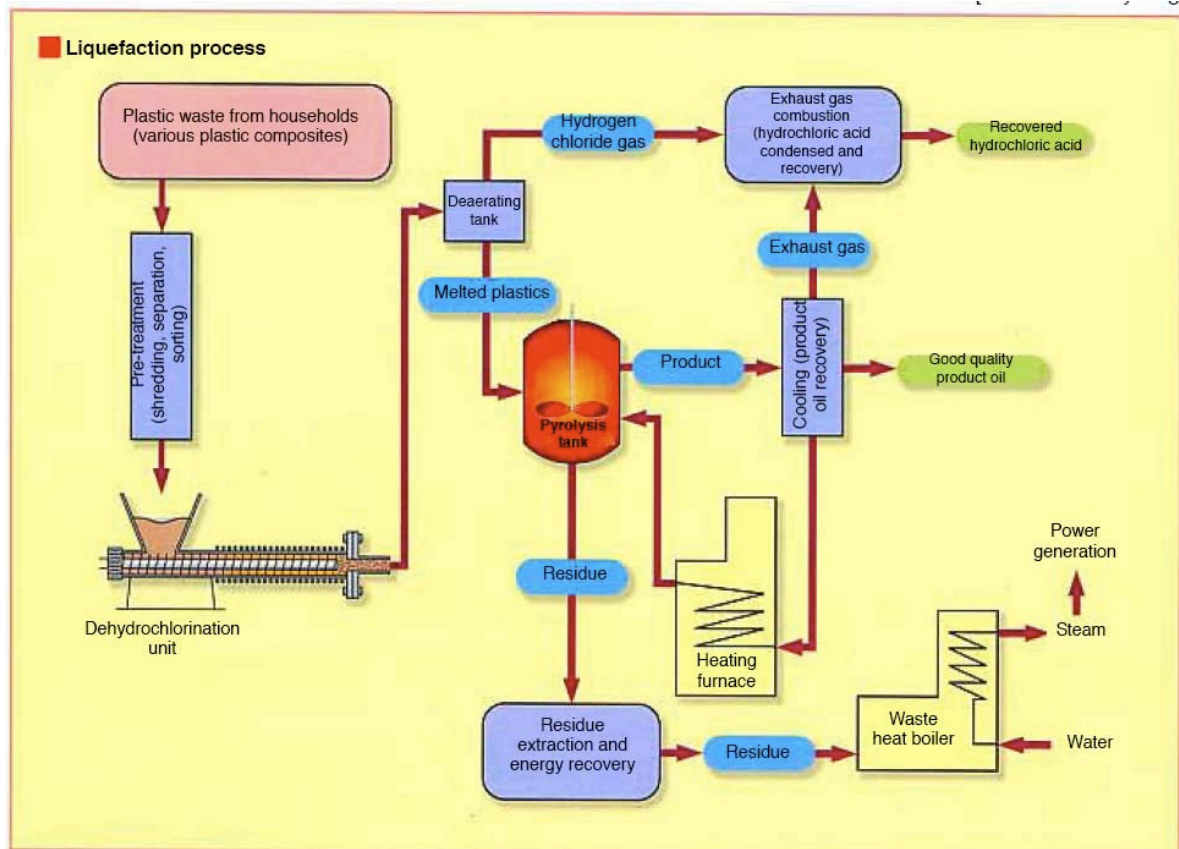 Liquefaction process
Plastic waste from households
(various plastic composites)
Pre-treatment
(shredding, separation,
sorting)
Dehydrochlorination
unit
Deaerating
tank
Hydrogen
chloride gas
Exhaust gas
combustion
(hydrochloric acid
condensed and
recovery)
Recovered
hydrochloric acid
Melted plastics
Exhaust gas
Pyrolysis
tank
Product
Cooling (product
oil recovery)
Good quality
product oil
Residue
Heating
furnace
Residue
extraction and
energy recovery
Residue
Waste
heat boiler
Power
generation
Steam
Water